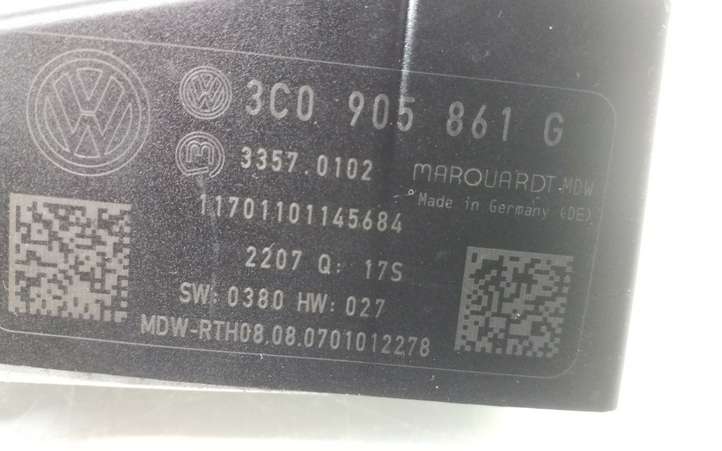 3C0 905 861 G
3357.0102 MARQUARDT-MDW
Made in Germany (DE)
11701101145684
2207 Q: 17S
SW: 0380 HW: 027
MDW-RTH08.08.0701012278